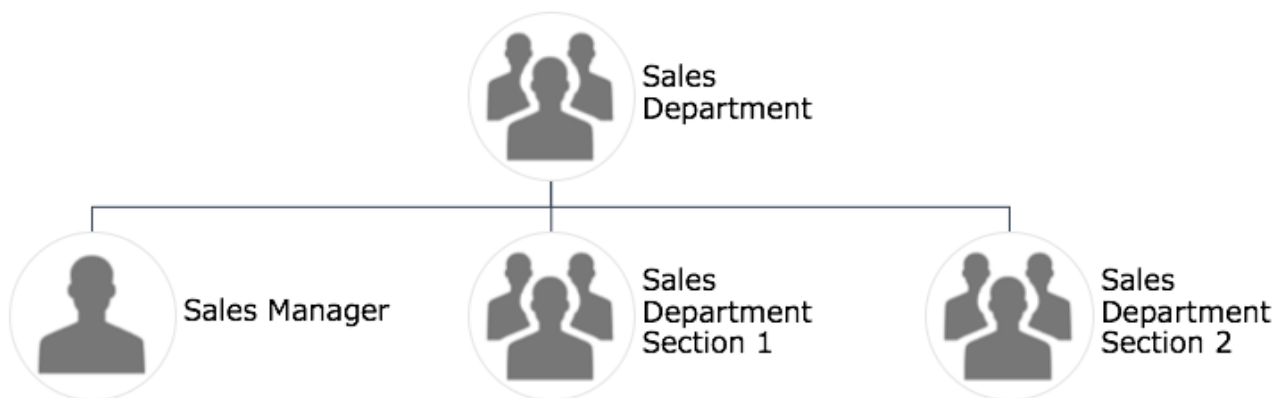 Sales
Department
Sales Manager
Sales
Department
Section 1
Sales
Department
Section 2